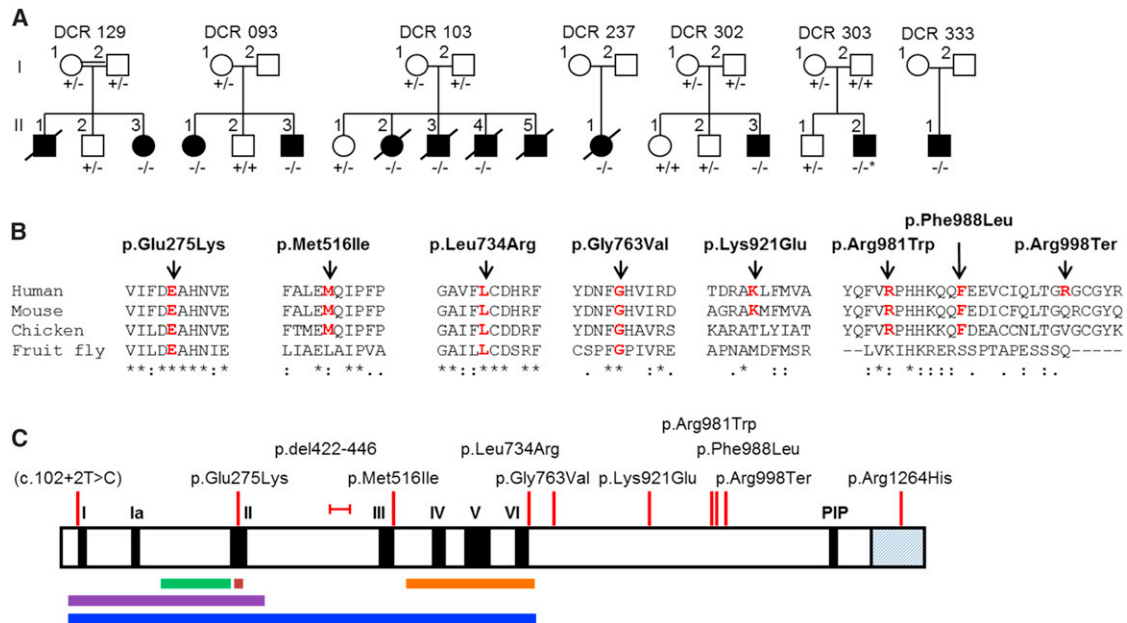 A
DCR 129 DCR 093 DCR 103 DCR 237 DCR 302 DCR 303 DCR 333
I 1 2 1 2 1 2 1 2 1 2 1 2 1 2
+/- +/- +/- +/- +/- +/- +/- +/- +/+
II 1 2 3 1 2 3 1 2 3 4 5 1 1 2 3 1 2 1
+/- -/- -/- +/+ -/- +/- -/- -/- -/- -/- +/+ +/- -/- +/- -/-* -/-
B
p.Phe988Leu
p.Glu275Lys p.Met516Ile p.Leu734Arg p.Gly763Val p.Lys921Glu p.Arg981Trp p.Arg998Ter
Human VIFDEAHNVE FALEMQIPFP GAVFLCDHRF YDNFGHVIRD TDRAKLFMVA YQFVRPHHKQQFEEVCIQLTGRGCGYR
Mouse VIFDEAHNVE FALEMQIPFP GAVFLCDHRF YDNFGHVIRD AGRAKMFMVA YQFVRPHHKQQFEEICFQLTGQRCGYQ
Chicken VIFDEAHNVE FTMEMQIPFP GAIFLCDDRF YDNFGHAVRS KARATLYIAT YQFVRPHHKKQFDEACCNLTGVGCGYK
Fruit fly VILDEAHNIE LIAELAIPVA GAILLCDSRF CSPFGPIVRE APNAMDFMSR --LVKIHKRERSSPTAPESSSQ-----
C
p.Arg981Trp
p.del422-446 p.Leu734Arg p.Phe988Leu
(c.102+2T>C) p.Glu275Lys p.Met516Ile p.Gly763Val p.Lys921Glu p.Arg998Ter p.Arg1264His
I Ia II III IV V VI PIP